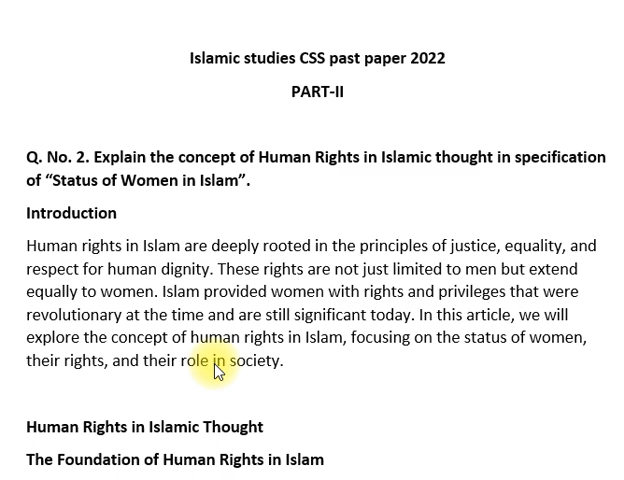 Islamic studies CSS past paper 2022
PART-II
Q. No. 2. Explain the concept of Human Rights in Islamic thought in specification
of “Status of Women in Islam”.
Introduction
Human rights in Islam are deeply rooted in the principles of justice, equality, and
respect for human dignity. These rights are not just limited to men but extend
equally to women. Islam provided women with rights and privileges that were
revolutionary at the time and are still significant today. In this article, we will
explore the concept of human rights in Islam, focusing on the status of women,
their rights, and their role in society.
Human Rights in Islamic Thought
The Foundation of Human Rights in Islam